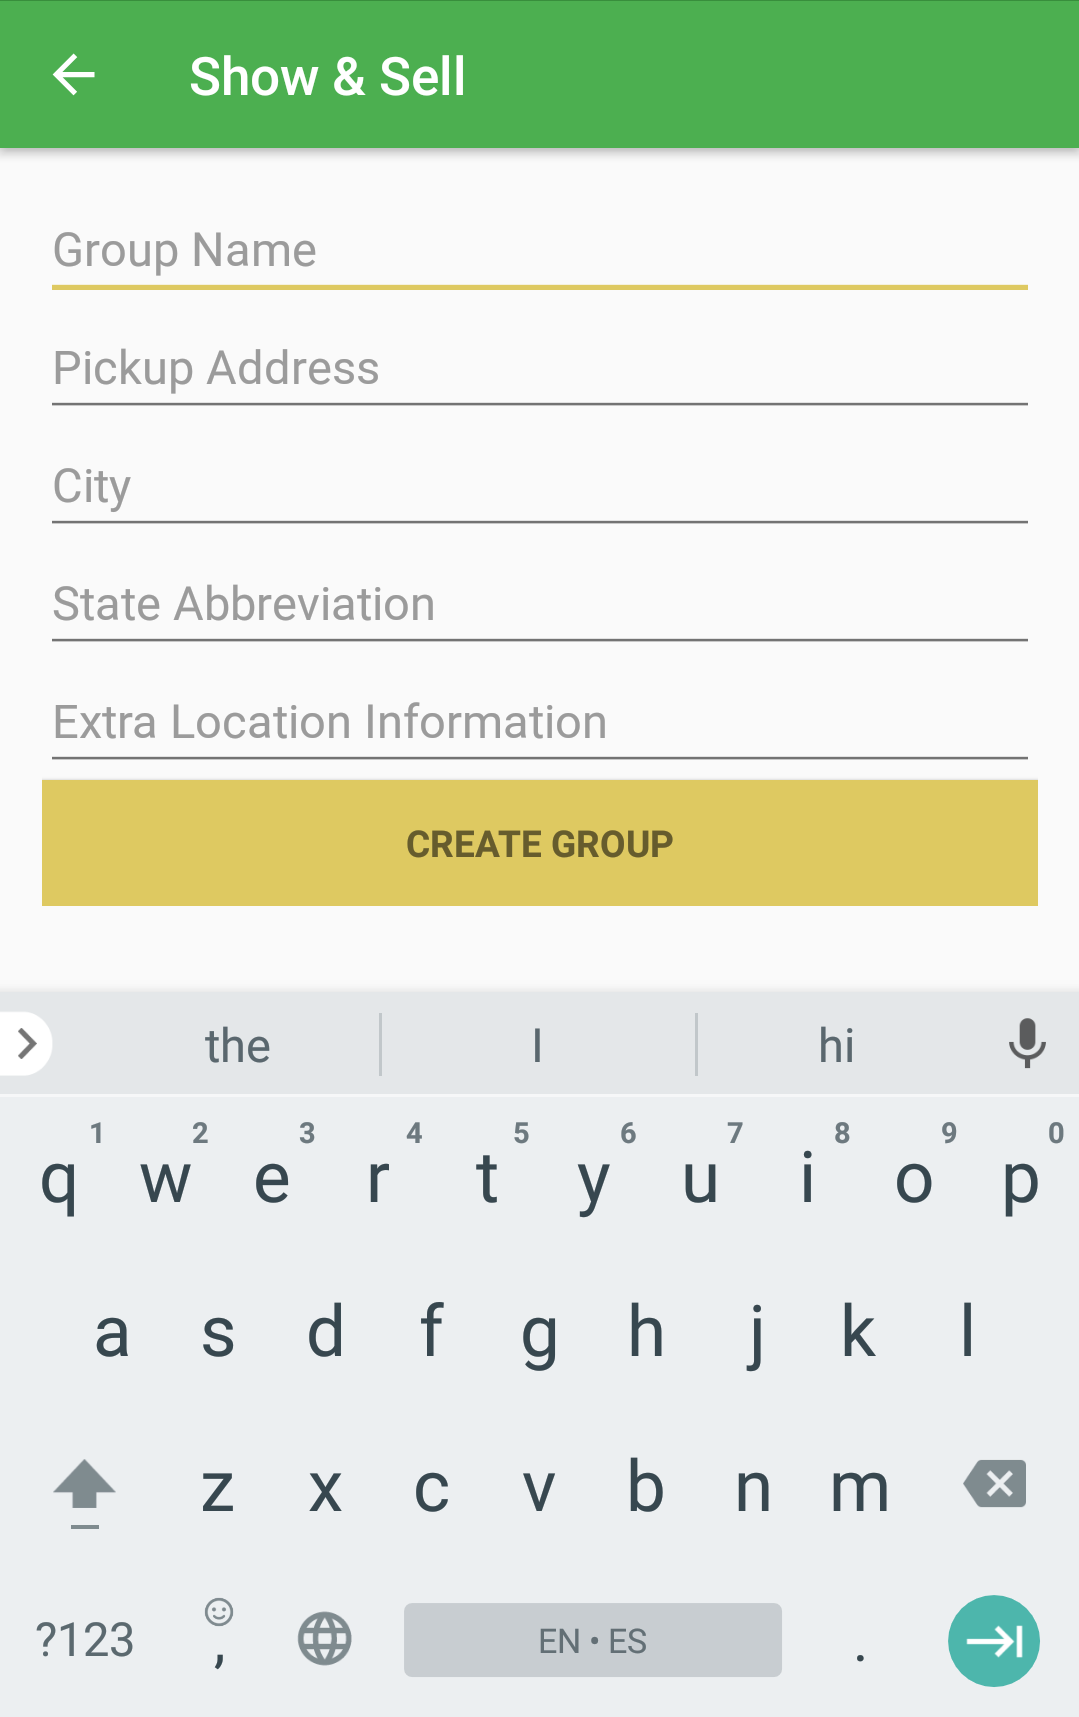 Show & Sell
Group Name
Pickup Address
City
State Abbreviation
Extra Location Information
CREATE GROUP
the I hi
1 2 3 4 5 6 7 8 9 0
q w e r t y u i o p
a s d f g h j k l
z x c v b n m
?123 , EN • ES .